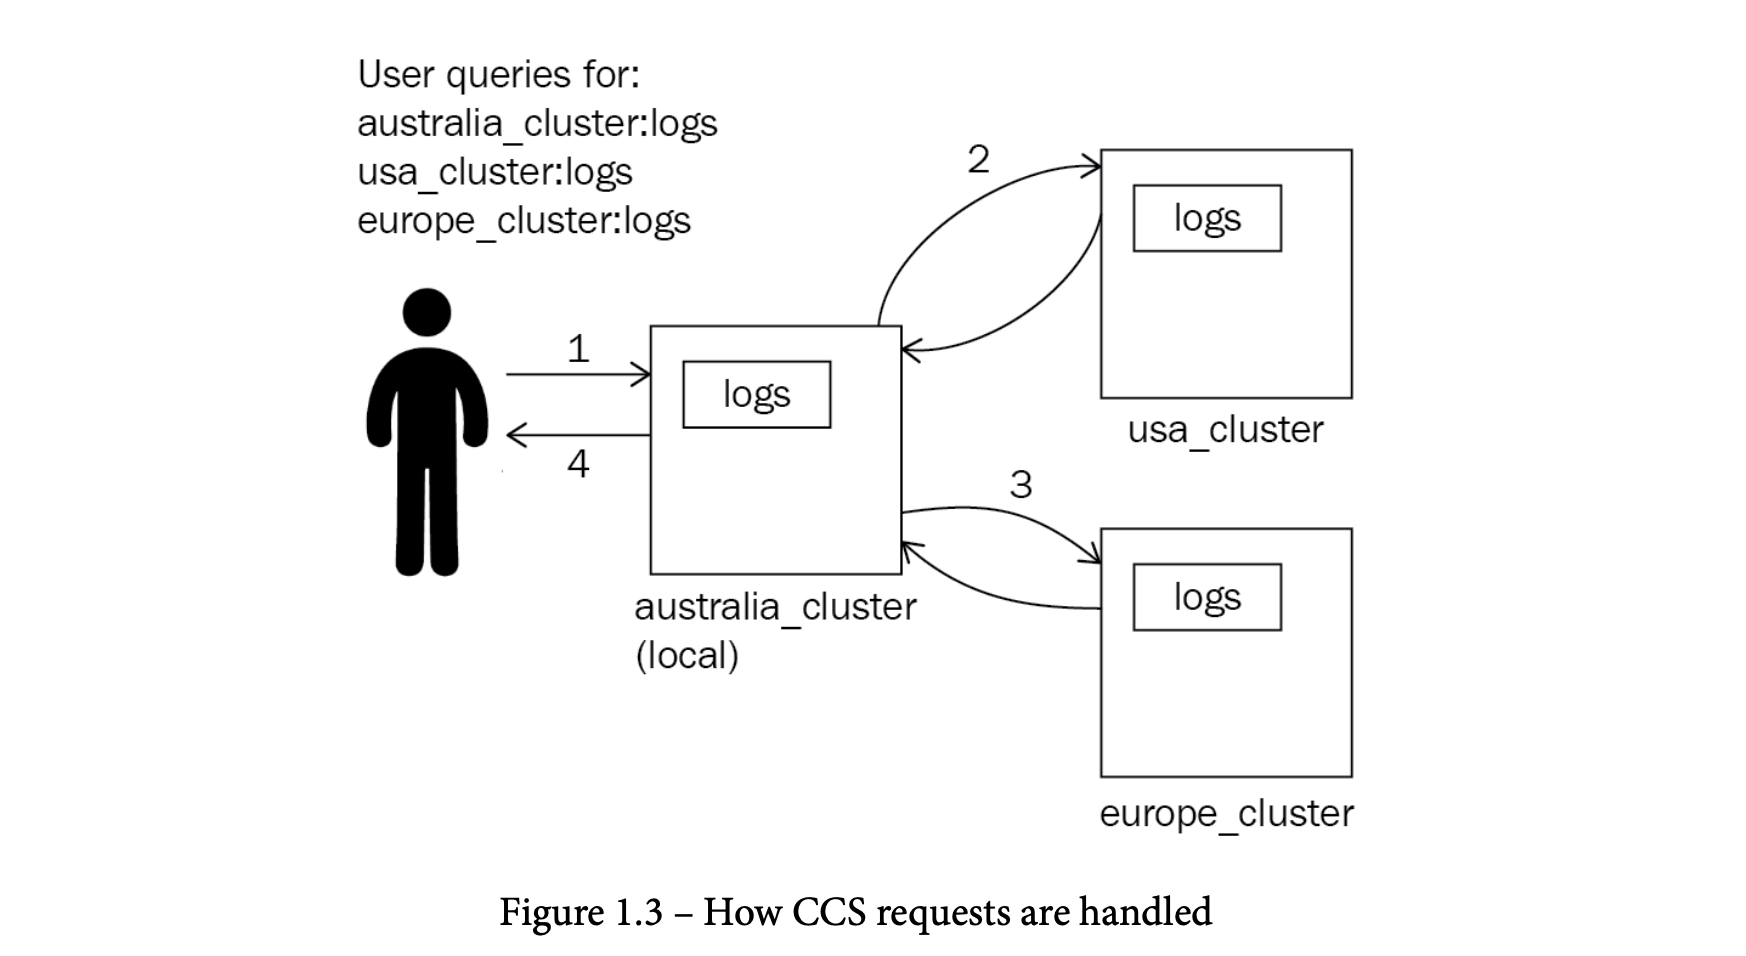 User queries for:
australia_cluster:logs
usa_cluster:logs
europe_cluster:logs
2
logs
usa_cluster
1
logs
4
australia_cluster
(local)
3
logs
europe_cluster
Figure 1.3 – How CCS requests are handled